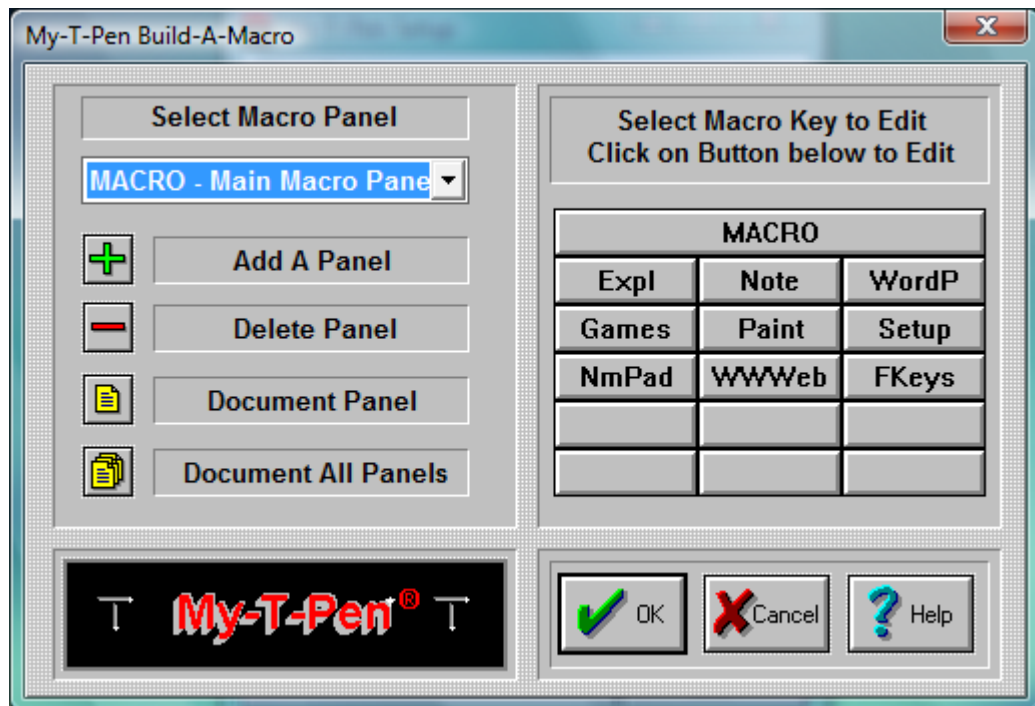 My-T-Pen Build-A-Macro
Select Macro Panel
MACRO - Main Macro Pane
Add A Panel
Delete Panel
Document Panel
Document All Panels
Select Macro Key to Edit
Click on Button below to Edit
MACRO
Expl Note WordP
Games Paint Setup
NmPad WWWeb FKeys
T My-T-Pen® T
OK Cancel Help